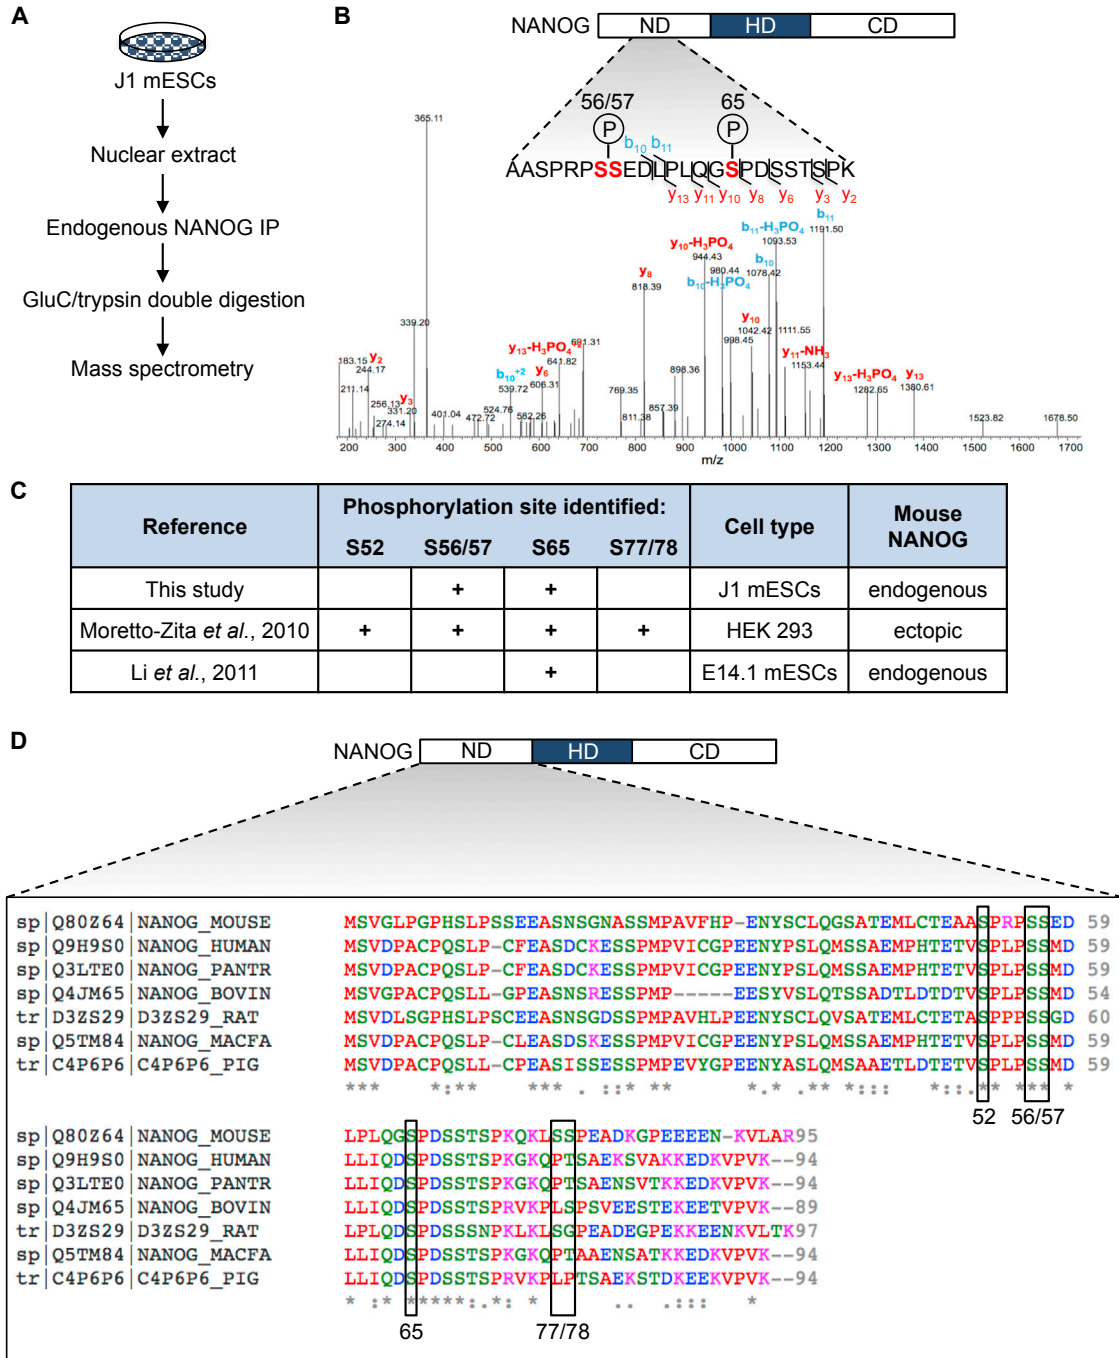 A
J1 mESCs
Nuclear extract
Endogenous NANOG IP
GluC/trypsin double digestion
Mass spectrometry
B
NANOG ND HD CD
56/57 65
P P
b10 b11
AASPRPSSEDLPLQGSPDSSTSPK
y13 y11 y10 y8 y6 y3 y2
365.11
339.20
183.15
211.14
y2
244.17
256.13
274.14
y3
331.20
401.04
472.72
524.76
b10+2
539.72
582.26
y6
606.31
y13-H3PO4+2
641.82
691.31
769.35
811.38
y8
818.39
857.39
898.36
y10-H3PO4
944.43
980.44
b10-H3PO4
998.45
y10
1042.42
b10
1078.42
b11-H3PO4
1093.53
1111.55
y11-NH3
1153.44
b11
1191.50
y13-H3PO4
1282.65
y13
1380.61
1523.82
1678.50
200 300 400 500 600 700 800 900 1000 1100 1200 1300 1400 1500 1600 1700
m/z
C
Reference Phosphorylation site identified: Cell type Mouse NANOG
S52 S56/57 S65 S77/78
This study + + J1 mESCs endogenous
Moretto-Zita et al., 2010 + + + + HEK 293 ectopic
Li et al., 2011 + E14.1 mESCs endogenous
D
NANOG ND HD CD
sp|Q80Z64|NANOG_MOUSE MSVGLPGPHSLPSSEEASNSGNASSMPAVFHP-ENYSCLQGSATEMLCTEAASPRPSSED 59
sp|Q9H9S0|NANOG_HUMAN MSVDPACPQSLP-CFEASDCKESSPMPVICGPEENYPSLQMSSAEMPHTETVSPLPSSMD 59
sp|Q3LTE0|NANOG_PANTR MSVDPACPQSLP-CFEASDCKESSPMPVICGPEENYPSLQMSSAEMPHTETVSPLPSSMD 59
sp|Q4JM65|NANOG_BOVIN MSVGPACPQSLL-GPEASNSRESSPMP-----EESYVSLQTSSADTLDTDTVSPLPSSMD 54
tr|D3ZS29|D3ZS29_RAT MSVDLSGPHSLPSCEEASNSGDSSPMPAVHLPEENYSCLQVSATEMLCTETASPPPSSGD 60
sp|Q5TM84|NANOG_MACFA MSVDPACPQSLP-CLEASDSKESSPMPVICGPEENYPSLQMSSAEMPHTETVSPLPSSMD 59
tr|C4P6P6|C4P6P6_PIG MSVDPACPQSLL-CPEASISSESSPMPEVYGPEENYASLQMSAAETLDTETVSPLPSSMD 59
*** *:** *** . :** ** *.* ** *::: *::.** *** *
52 56/57
sp|Q80Z64|NANOG_MOUSE LPLQGSPDSSTSPKQKLSSPEADKGPEEEEN-KVLAR95
sp|Q9H9S0|NANOG_HUMAN LLIQDSPDSSTSPKGKQPTSAEKSVAKKEDKVPVK--94
sp|Q3LTE0|NANOG_PANTR LLIQDSPDSSTSPKGKQPTSAENSVTKKEDKVPVK--94
sp|Q4JM65|NANOG_BOVIN LLIQDSPDSSTSPRVKPLSPSVEESTEKEETVPVK--89
tr|D3ZS29|D3ZS29_RAT LPLQDSPDSSSNPKLKLSGPEADEGPEKKEENKVLTK97
sp|Q5TM84|NANOG_MACFA LLIQDSPDSSTSPKGKQPTAAENSATKKEDKVPVK--94
tr|C4P6P6|C4P6P6_PIG LLIQDSPDSSTSPRVKPLPTSAEKSTDKEEKVPVK--94
* :* *****:.*: * .. .::. *
65 77/78